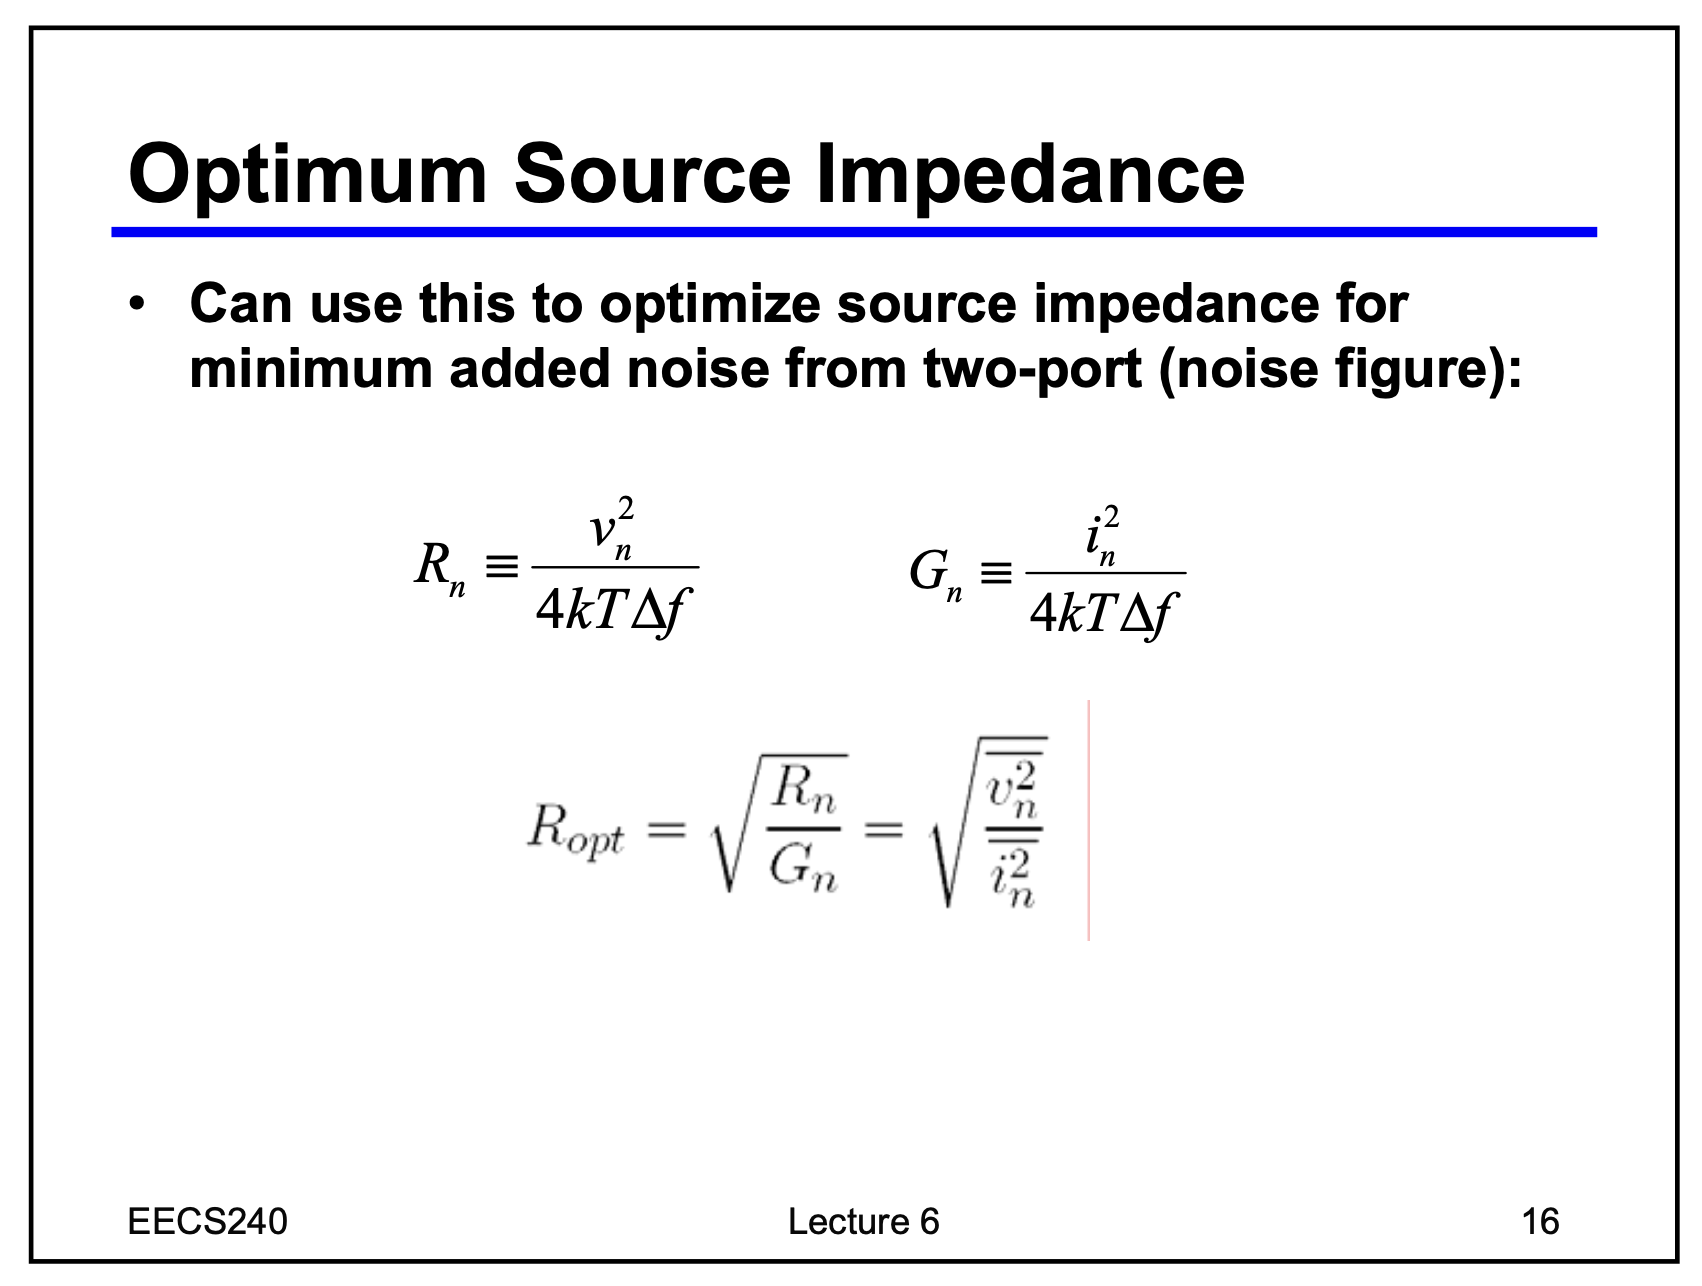 Optimum Source Impedance
• Can use this to optimize source impedance for
minimum added noise from two-port (noise figure):
$R_n \equiv \frac{v_n^2}{4kT\Delta f}$ $G_n \equiv \frac{i_n^2}{4kT\Delta f}$
$R_{opt} = \sqrt{\frac{R_n}{G_n}} = \sqrt{\frac{\overline{v_n^2}}{\overline{i_n^2}}}$
EECS240 Lecture 6 16